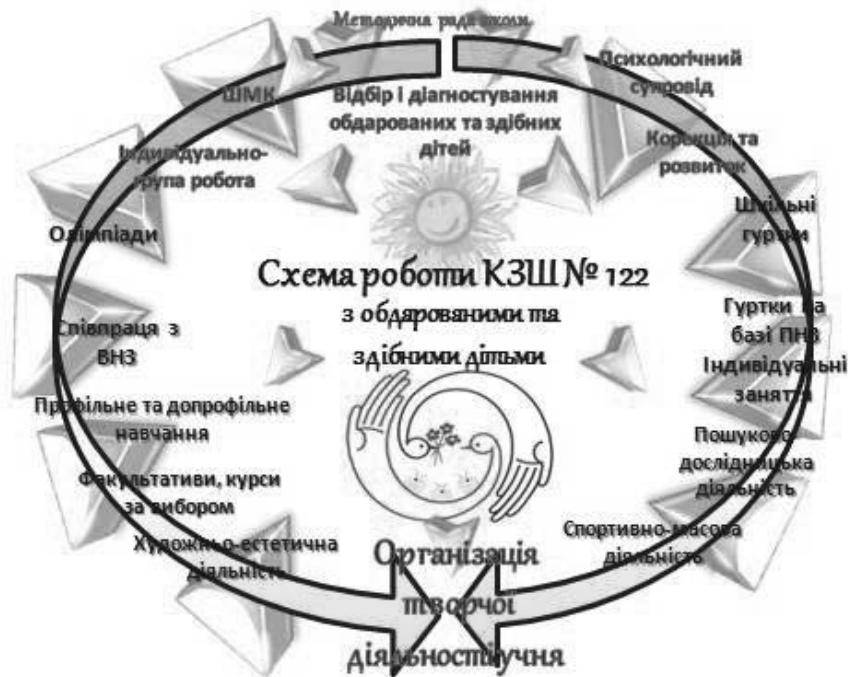 Методична рада школи
ШМК
Відбір і діагностування
обдарованих та здібних
дітей
Психологічний
супровід
Корекція та
розвиток
Індивідуально-
група робота
Олімпіади
Шкільні
гуртки
Схема роботи КЗШ № 122
з обдарованими та
здібними дітьми
Співпраця з
ВНЗ
Гуртки на
базі ПНЗ
Індивідуальні
заняття
Профільне та допрофільне
навчання
Пошуково-
дослідницька
діяльність
Факультативи, курси
за вибором
Спортивно-масова
діяльність
Художньо-естетична
діяльність
Організація
творчої
діяльності учня